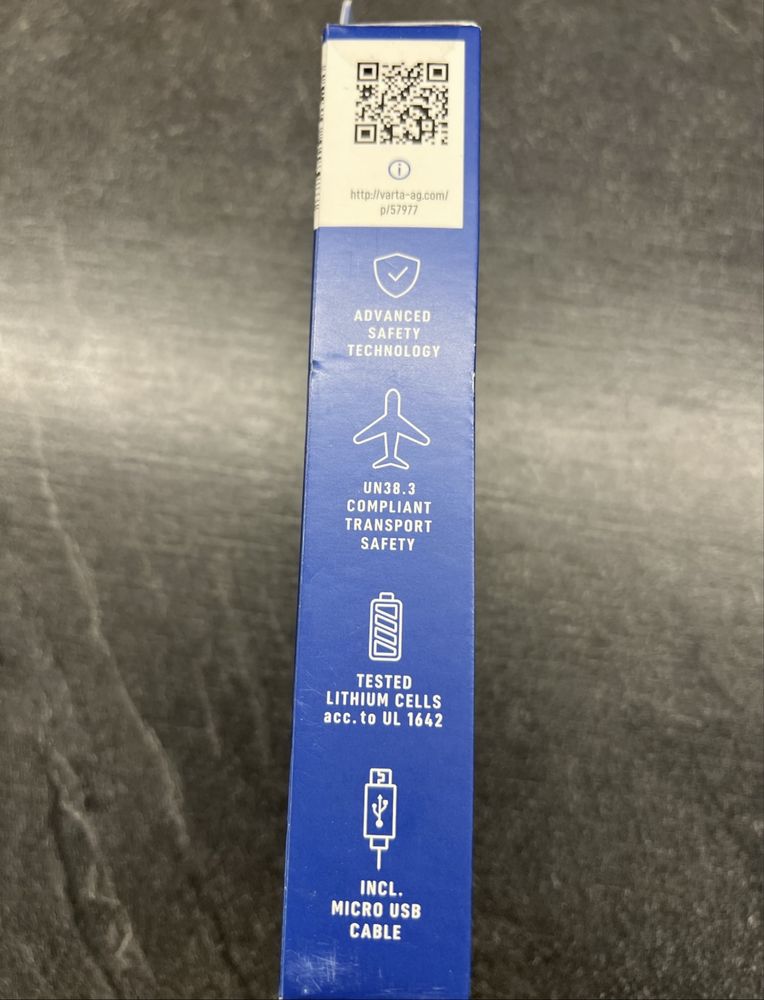 http://varta-ag.com/
p/57977
ADVANCED
SAFETY
TECHNOLOGY
UN38.3
COMPLIANT
TRANSPORT
SAFETY
TESTED
LITHIUM CELLS
acc. to UL 1642
INCL.
MICRO USB
CABLE